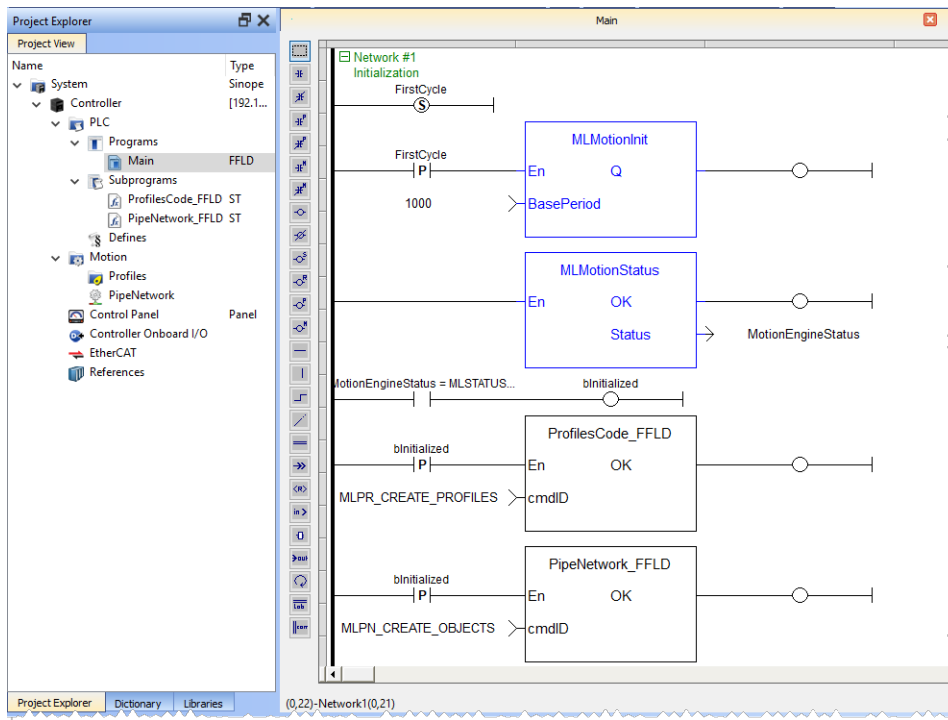 Project Explorer
Project View
Name Type
System Sinope
Controller [192.1...
PLC
Programs
Main FFLD
Subprograms
ProfilesCode_FFLD ST
PipeNetwork_FFLD ST
Defines
Motion
Profiles
PipeNetwork
Control Panel Panel
Controller Onboard I/O
EtherCAT
References
Project Explorer Dictionary Libraries
Main
Network #1
Initialization
FirstCycle
S
MLMotionInit
FirstCycle
P En Q
1000 BasePeriod
MLMotionStatus
En OK
Status MotionEngineStatus
MotionEngineStatus = MLSTATUS... bInitialized
ProfilesCode_FFLD
bInitialized
P En OK
MLPR_CREATE_PROFILES cmdID
PipeNetwork_FFLD
bInitialized
P En OK
MLPN_CREATE_OBJECTS cmdID
(0,22)-Network1(0,21)